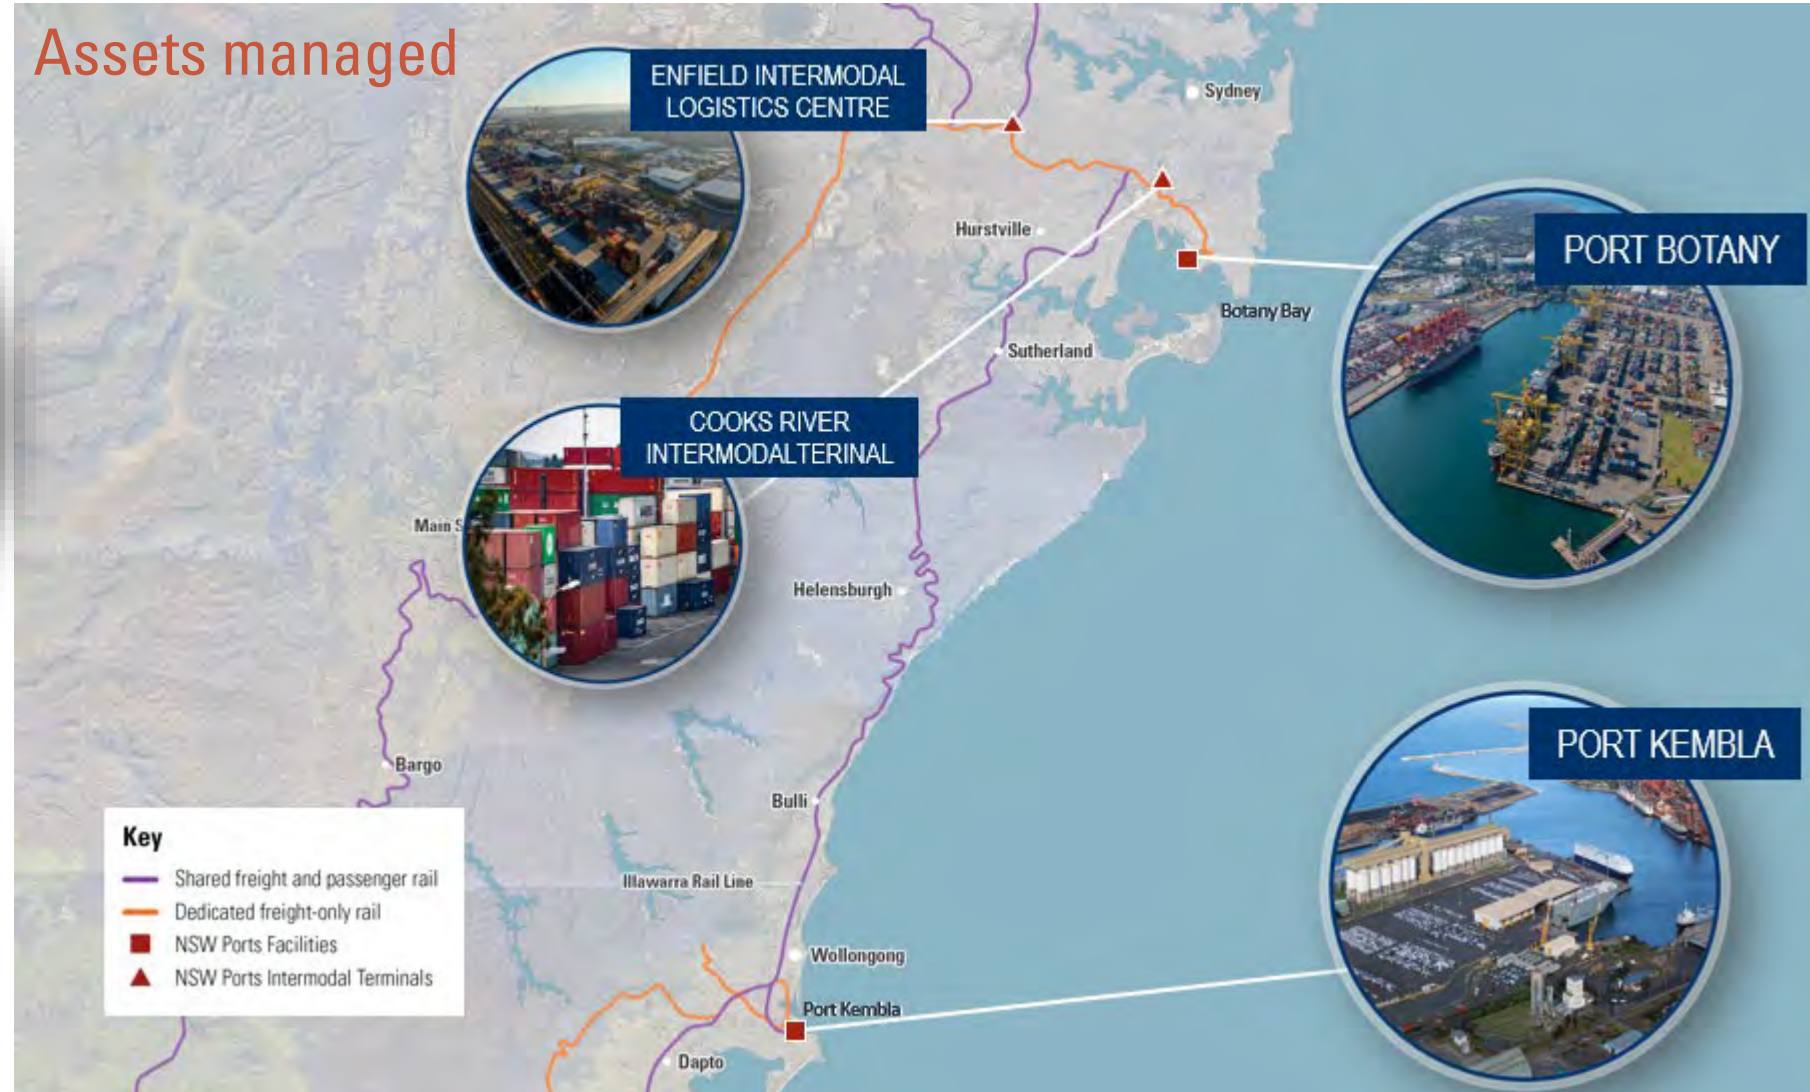 Assets managed
ENFIELD INTERMODAL
LOGISTICS CENTRE
Sydney
Hurstville
PORT BOTANY
Botany Bay
Sutherland
COOKS RIVER
INTERMODALTERINAL
Main S
Helensburgh
PORT KEMBLA
Bargo
Bulli
Key
Shared freight and passenger rail
Dedicated freight-only rail
NSW Ports Facilities
NSW Ports Intermodal Terminals
Illawarra Rail Line
Wollongong
Port Kembla
Dapto